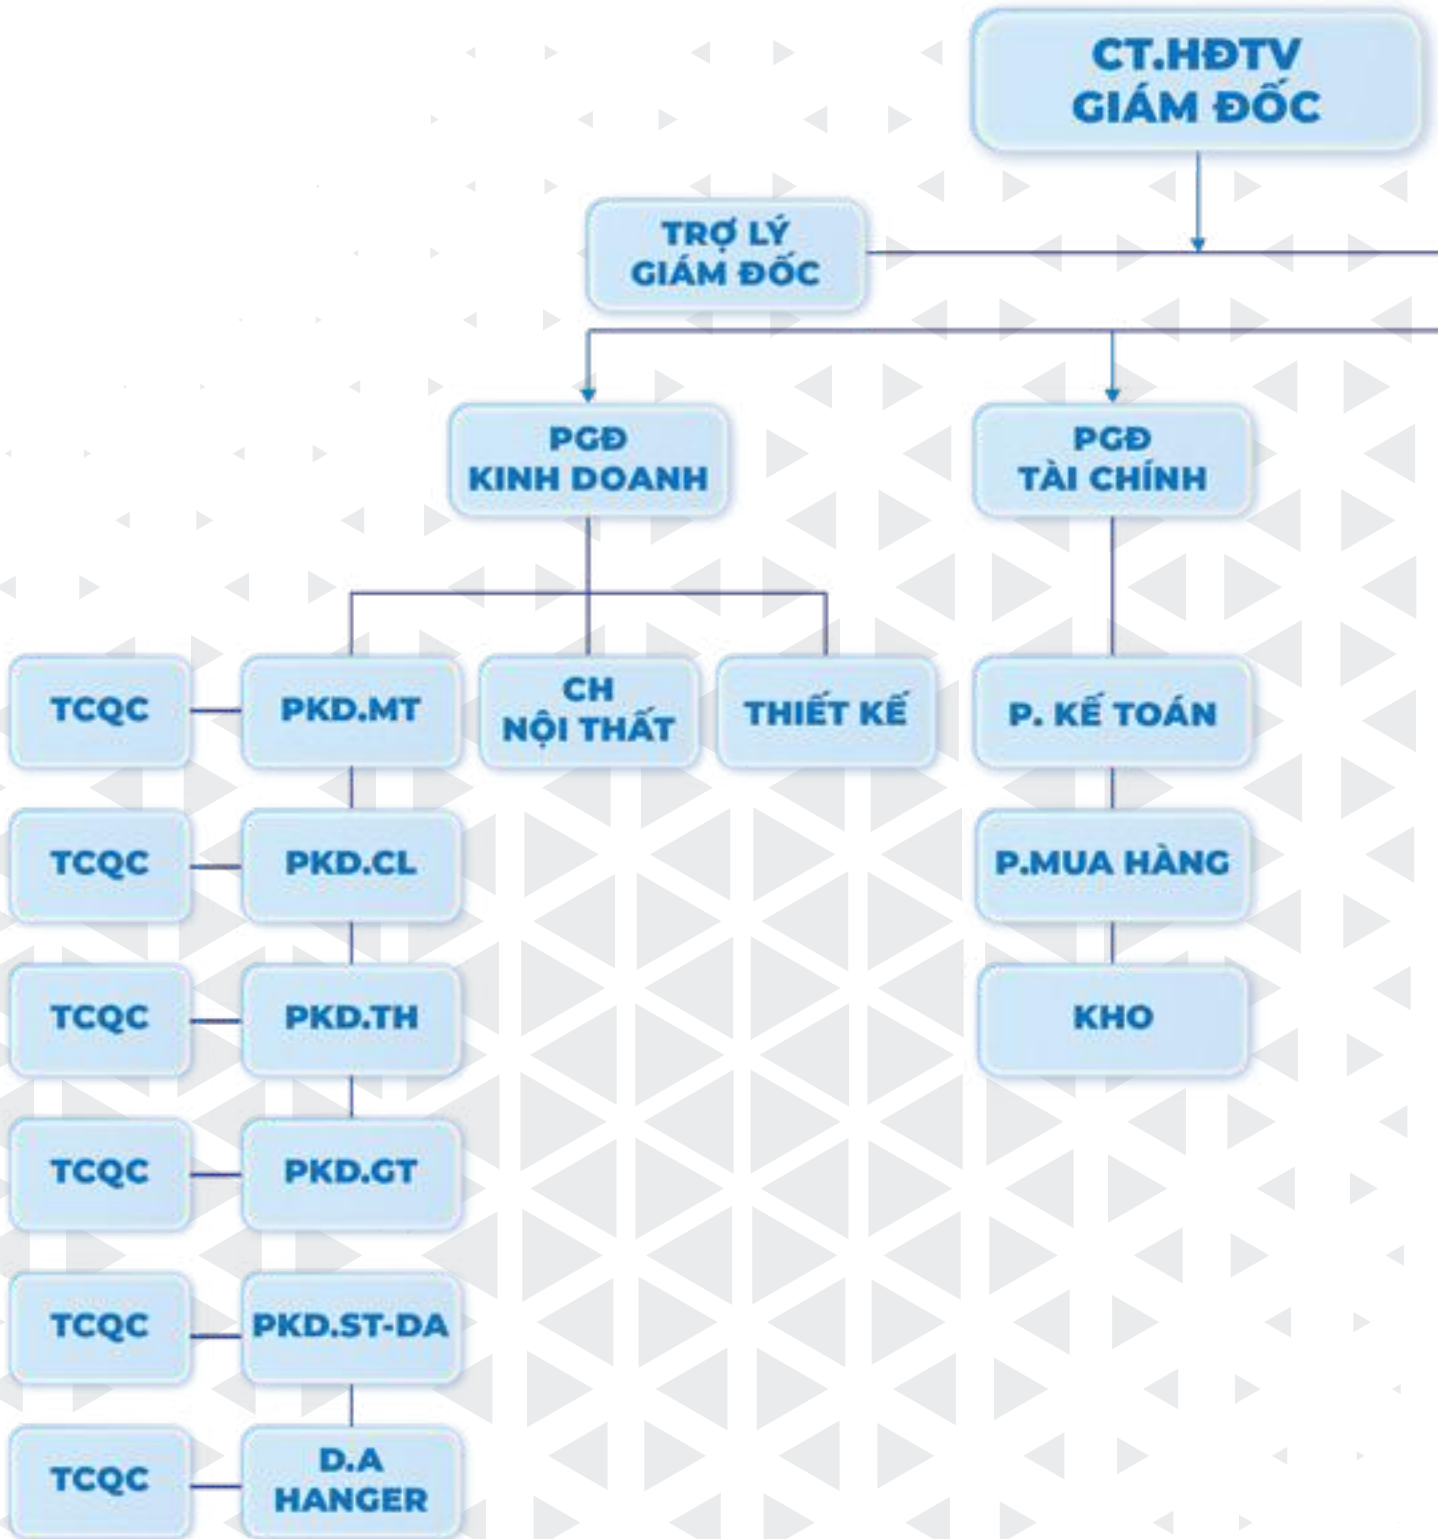 CT.HĐTV
GIÁM ĐỐC
TRỢ LÝ
GIÁM ĐỐC
PGĐ
KINH DOANH
PGĐ
TÀI CHÍNH
TCQC
PKD.MT
CH
NỘI THẤT
THIẾT KẾ
P. KẾ TOÁN
TCQC
PKD.CL
P.MUA HÀNG
TCQC
PKD.TH
KHO
TCQC
PKD.GT
TCQC
PKD.ST-DA
TCQC
D.A
HANGER